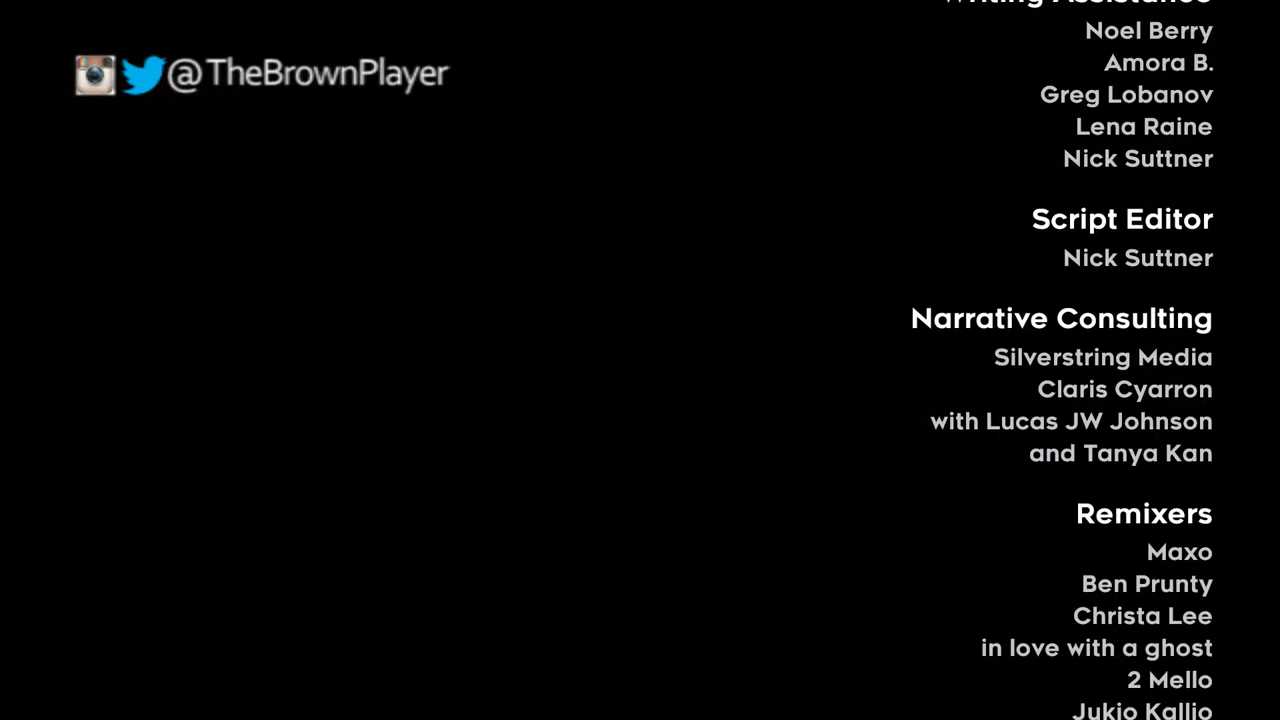 Writing Assistance
Noel Berry
@TheBrownPlayer
Amora B.
Greg Lobanov
Lena Raine
Nick Suttner
Script Editor
Nick Suttner
Narrative Consulting
Silverstring Media
Claris Cyarron
with Lucas JW Johnson
and Tanya Kan
Remixers
Maxo
Ben Prunty
Christa Lee
in love with a ghost
2 Mello
Jukio Kallio